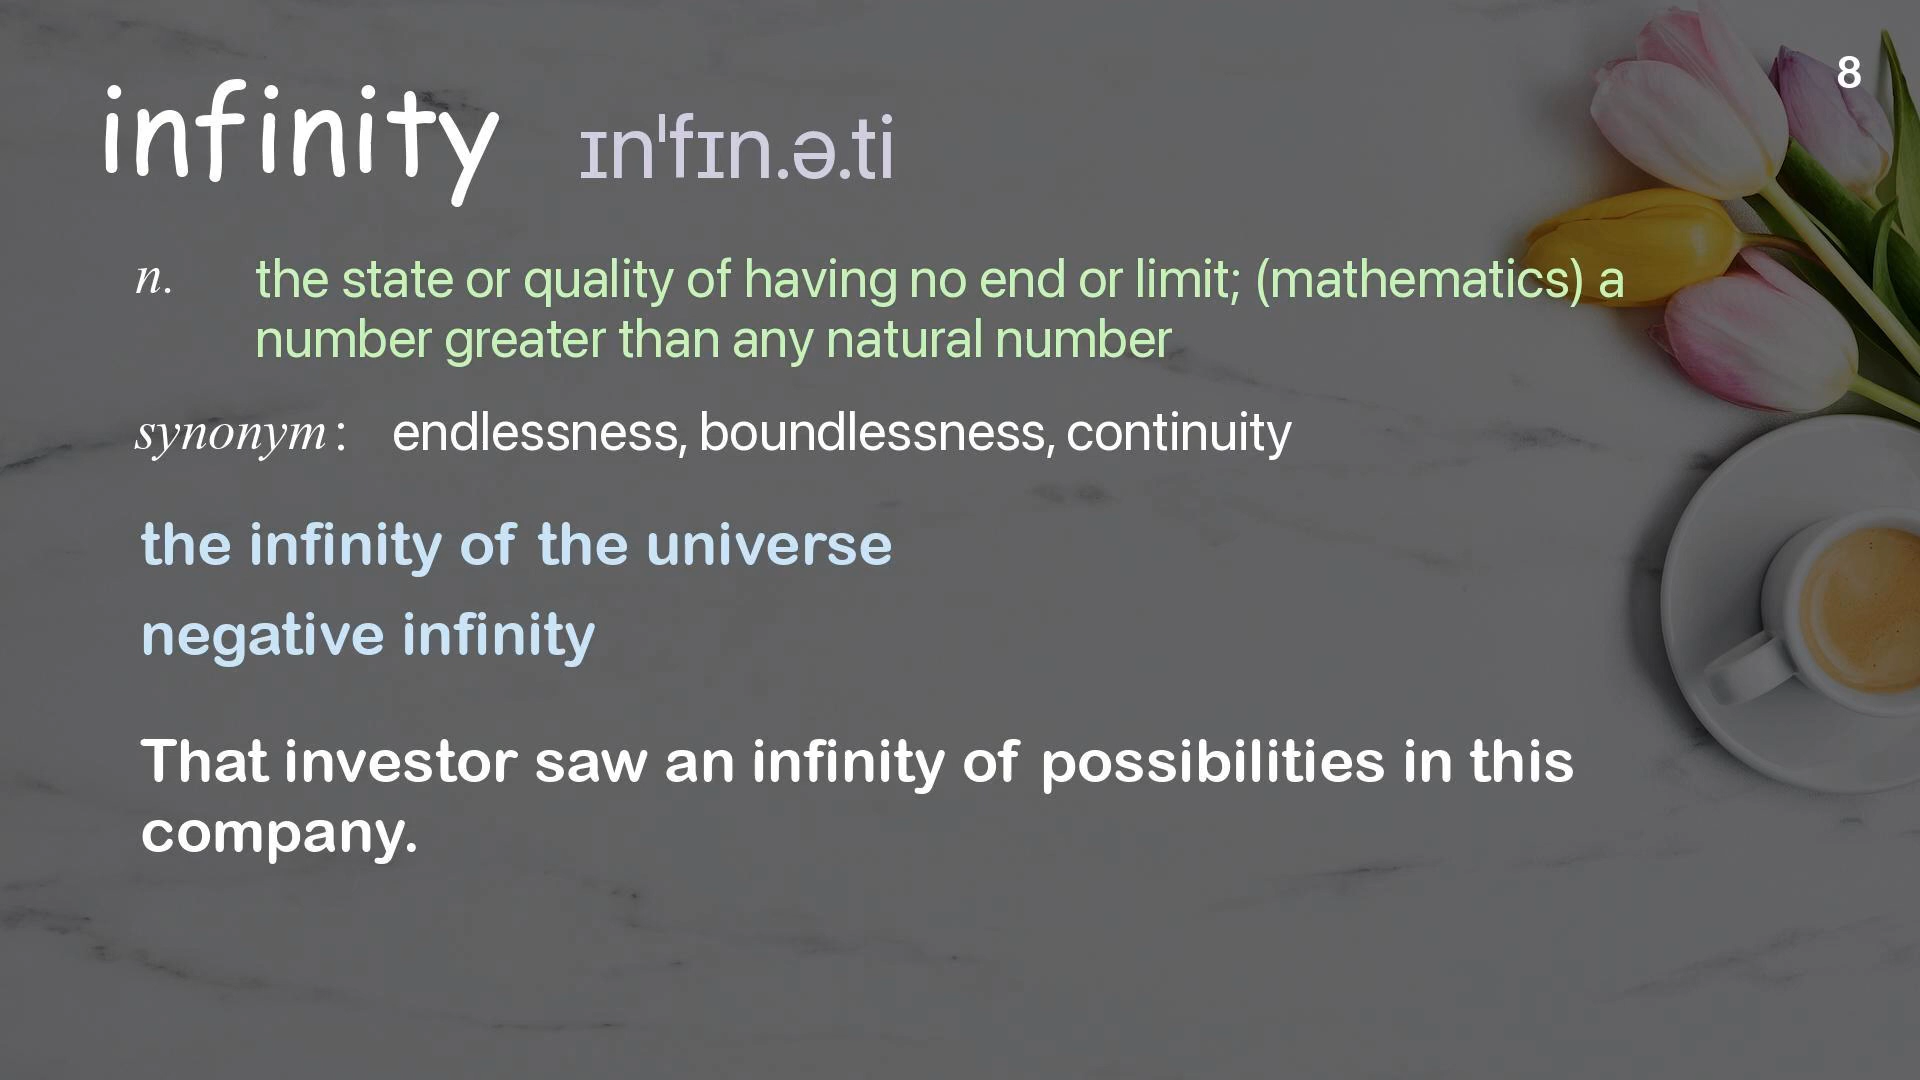 8
infinity ɪnˈfɪn.ə.ti
n. the state or quality of having no end or limit; (mathematics) a
number greater than any natural number
synonym: endlessness, boundlessness, continuity
the infinity of the universe
negative infinity
That investor saw an infinity of possibilities in this
company.